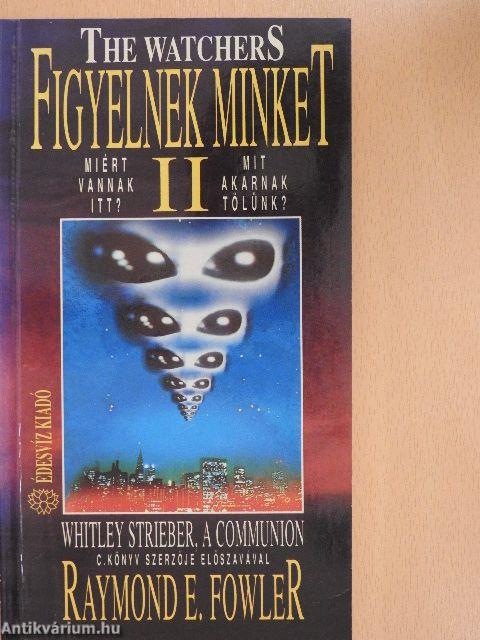 THE WATCHERS
FIGYELNEK MINKET
MIÉRT
VANNAK
ITT?
II
MIT
AKARNAK
TŐLÜNK?
ÉDESVÍZ KIADÓ
WHITLEY STRIEBER. A COMMUNION
C.KÖNYV SZERZŐJE ELŐSZAVÁVAL
RAYMOND E. FOWLER
Antikvárium.hu